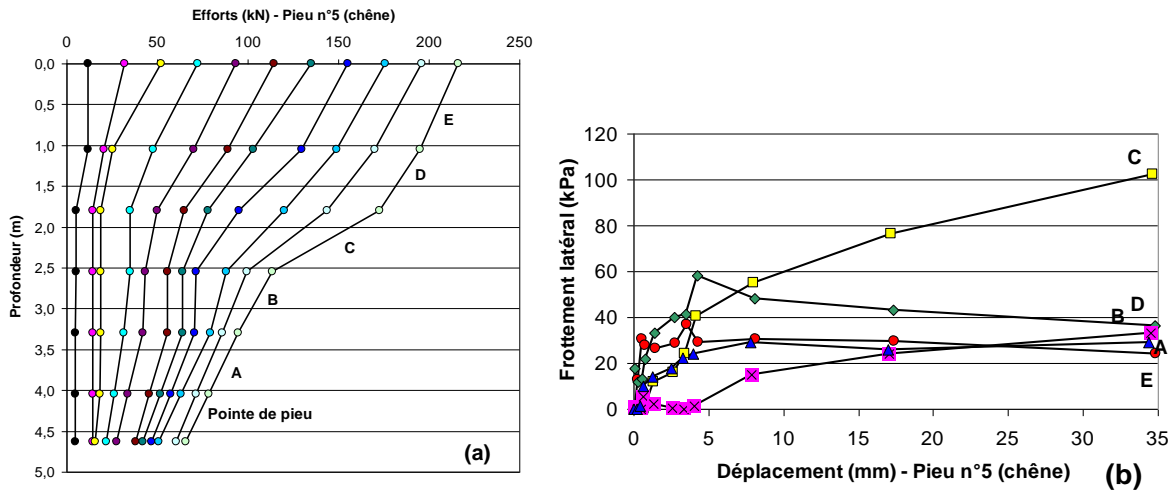 Efforts (kN) - Pieu n°5 (chêne)
0 50 100 150 200 250
0,0
0,5
1,0
1,5
2,0
2,5
3,0
3,5
4,0
4,5
5,0
Profondeur (m)
E
D
C
B
A
Pointe de pieu
(a)
120
100
80
60
40
20
0
Frottement latéral (kPa)
C
D
B
A
E
0 5 10 15 20 25 30 35
Déplacement (mm) - Pieu n°5 (chêne)
(b)